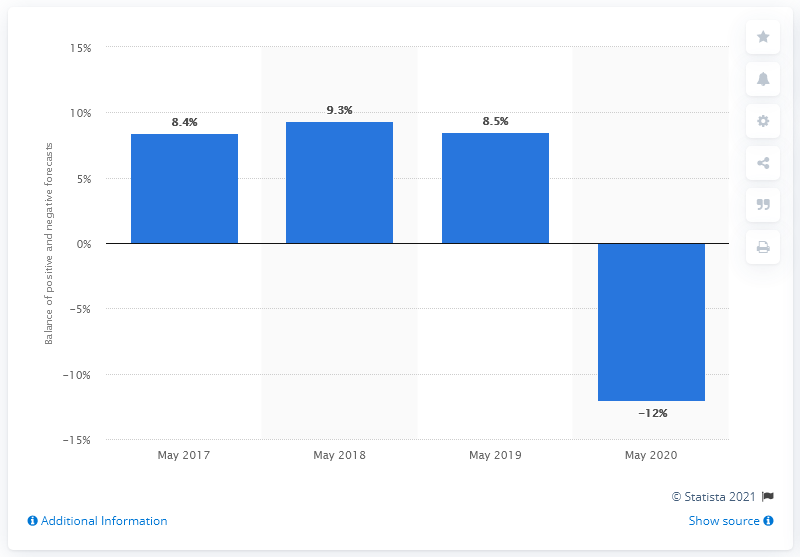 15%
10%
5%
0%
−5%
−10%
−15%
Balance of positive and negative forecasts
8.4%
9.3%
8.5%
−12%
May 2017
May 2018
May 2019
May 2020
© Statista 2021
Additional Information
Show source